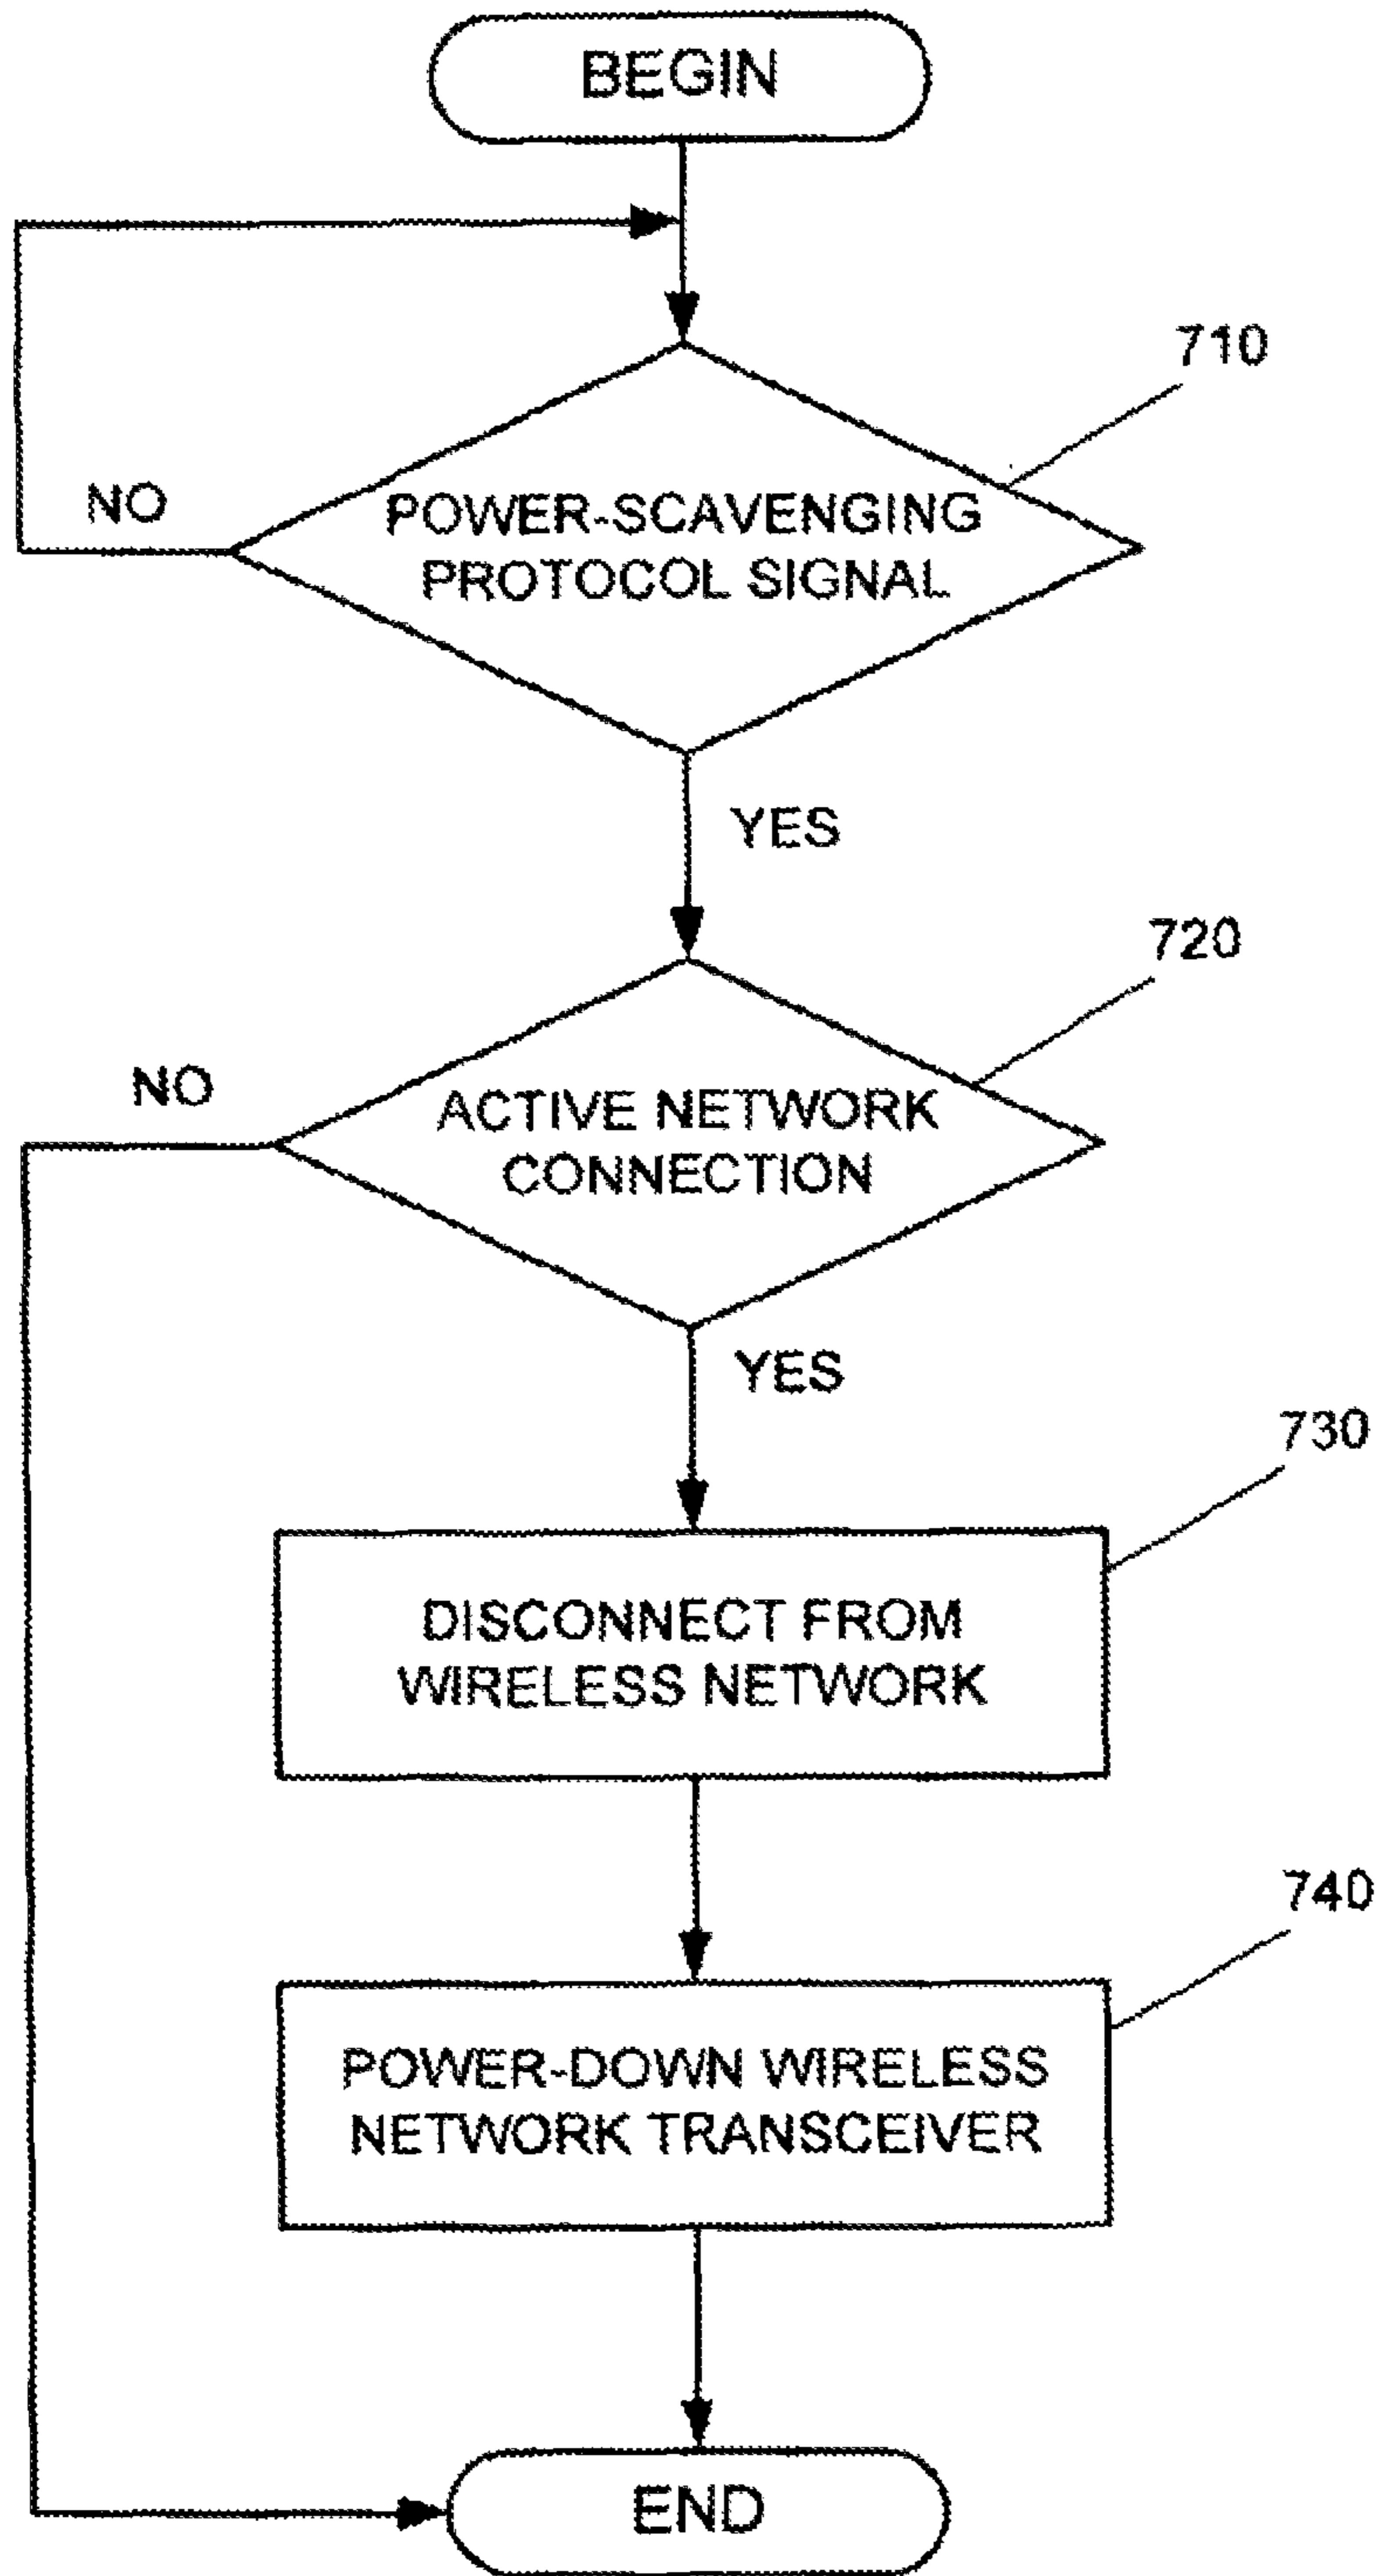 BEGIN
710
NO
POWER-SCAVENGING
PROTOCOL SIGNAL
YES
720
NO
ACTIVE NETWORK
CONNECTION
YES
730
DISCONNECT FROM
WIRELESS NETWORK
740
POWER-DOWN WIRELESS
NETWORK TRANSCEIVER
END